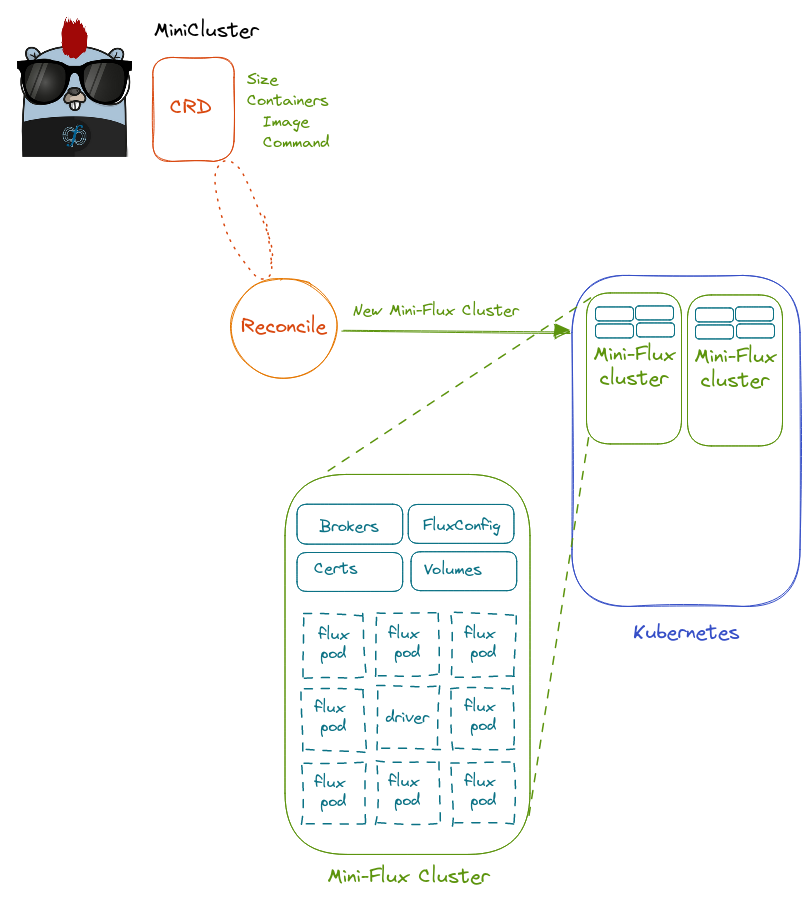 MiniCluster
CRD
Size
Containers
Image
Command
Reconcile
New Mini-Flux Cluster
Mini-Flux
cluster
Mini-Flux
cluster
Kubernetes
Brokers
FluxConfig
Certs
Volumes
flux
pod
flux
pod
flux
pod
flux
pod
driver
flux
pod
flux
pod
flux
pod
flux
pod
Mini-Flux Cluster